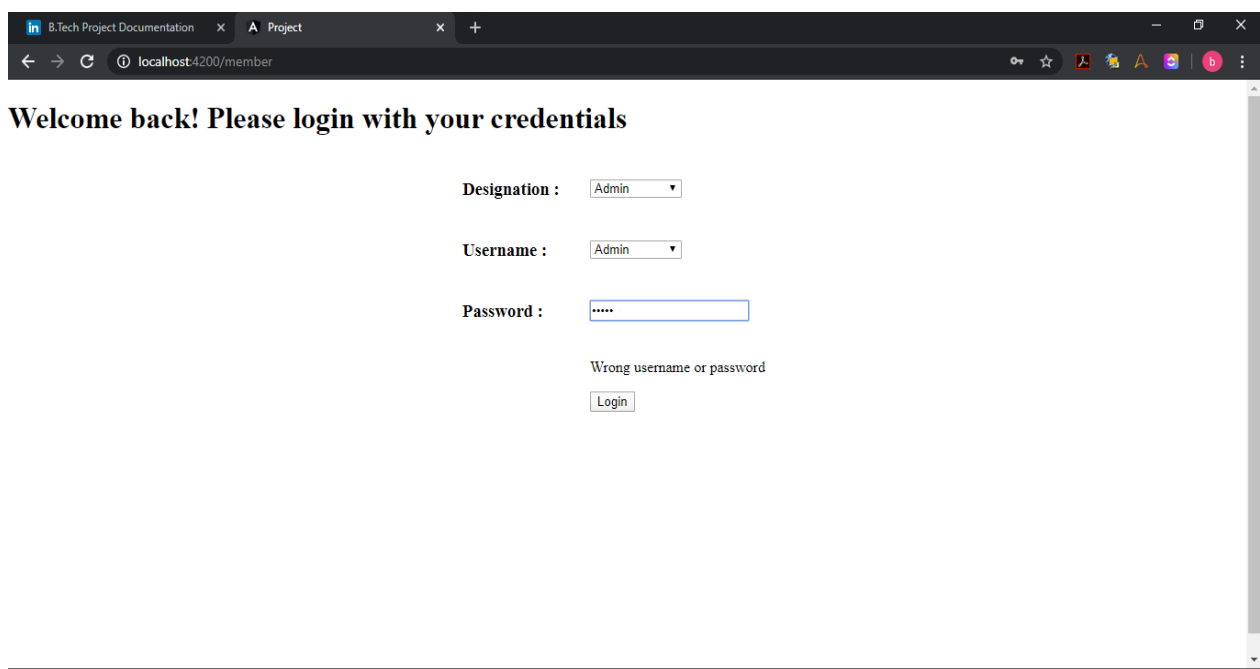 B.Tech Project Documentation
Project
localhost:4200/member
b
Welcome back! Please login with your credentials
Designation : Admin
Username : Admin
Password : •••••
Wrong username or password
Login